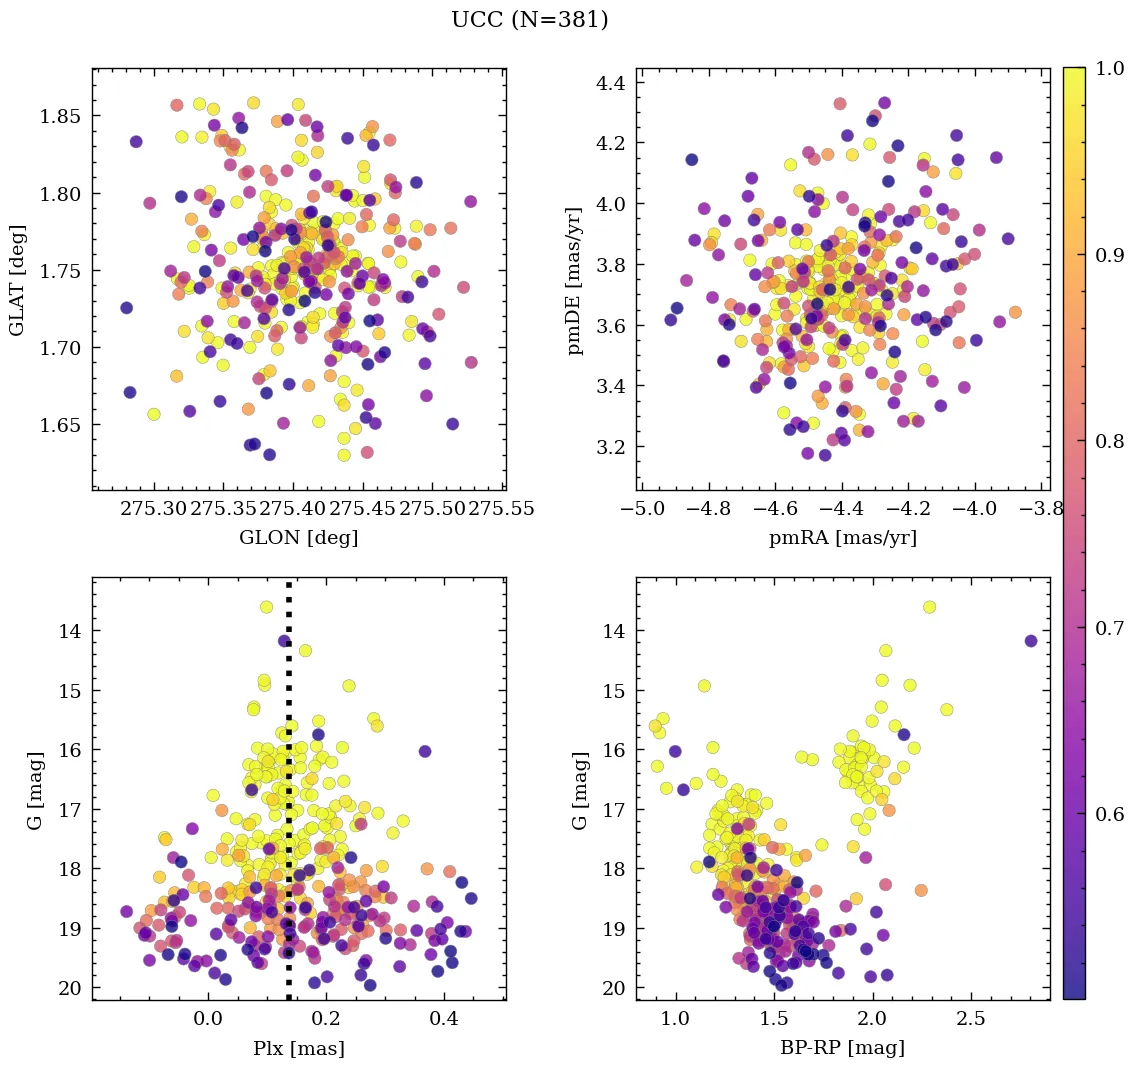 UCC (N=381)
1.85
1.80
1.75
1.70
1.65
GLAT [deg]
275.30 275.35 275.40 275.45 275.50 275.55
GLON [deg]
4.4
4.2
4.0
3.8
3.6
3.4
3.2
pmDE [mas/yr]
−5.0 −4.8 −4.6 −4.4 −4.2 −4.0 −3.8
pmRA [mas/yr]
1.0
0.9
0.8
0.7
0.6
14
15
16
17
18
19
20
G [mag]
0.0 0.2 0.4
Plx [mas]
14
15
16
17
18
19
20
G [mag]
1.0 1.5 2.0 2.5
BP-RP [mag]